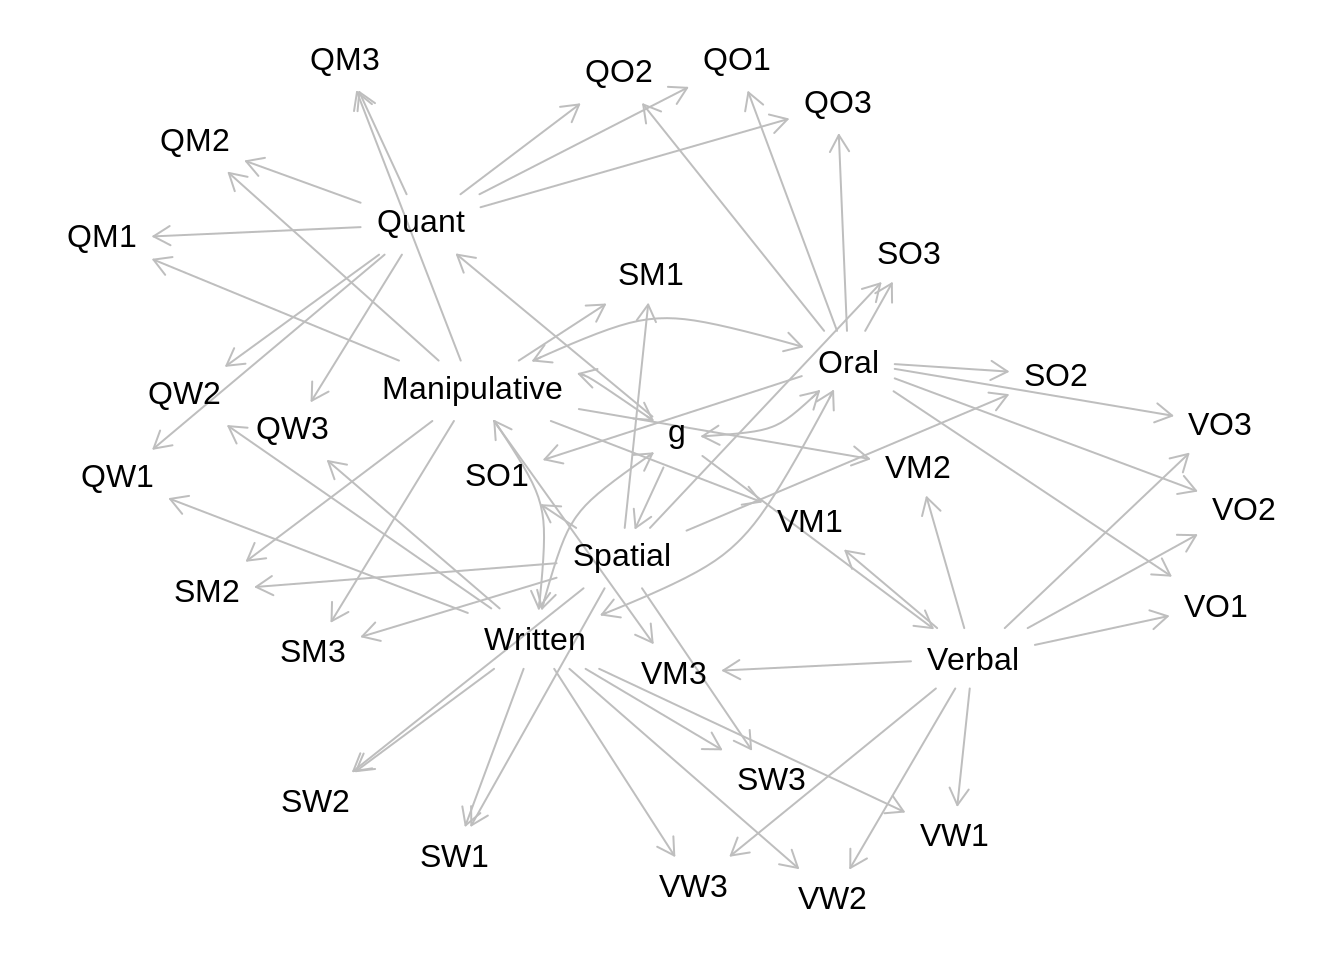 QM3
QO2
QO1
QO3
QM2
Quant
QM1
SO3
SM1
Oral
SO2
Manipulative
QW2
QW3
g
VO3
SO1
VM2
QW1
VO2
VM1
Spatial
SM2
VO1
Written
SM3
Verbal
VM3
SW3
SW2
VW1
SW1
VW3
VW2